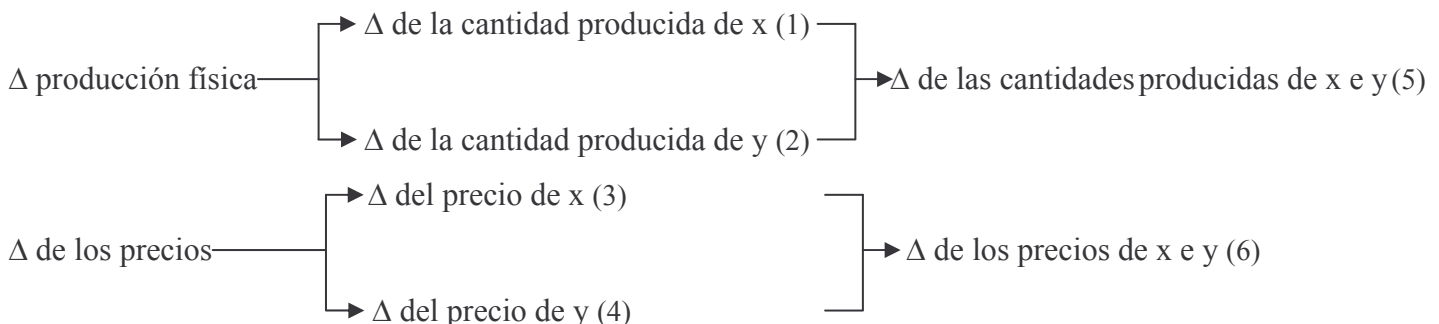 ∆ de la cantidad producida de x (1)
∆ producción física
∆ de las cantidades producidas de x e y (5)
∆ de la cantidad producida de y (2)
∆ del precio de x (3)
∆ de los precios
∆ de los precios de x e y (6)
∆ del precio de y (4)